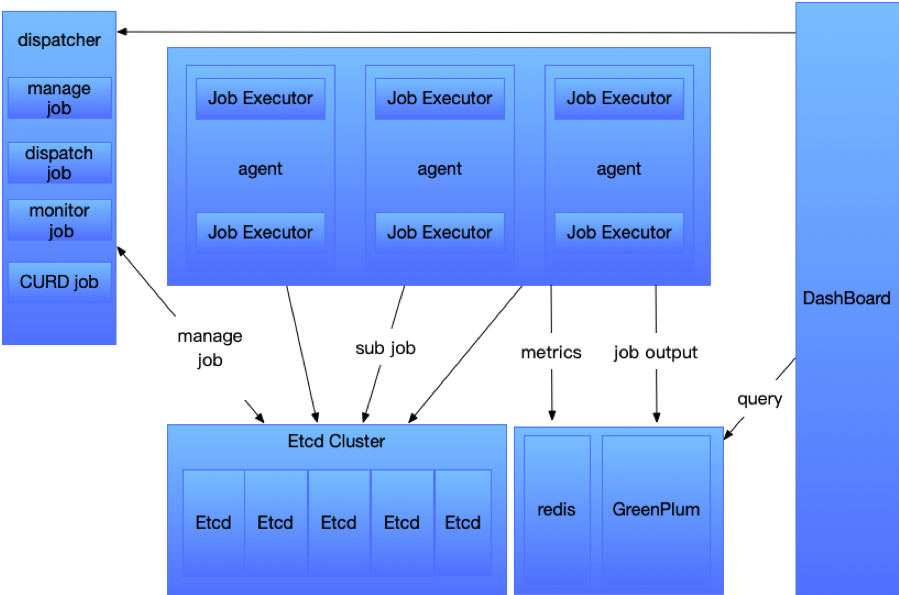 dispatcher
manage
job
dispatch
job
monitor
job
CURD job
Job Executor
agent
Job Executor
Job Executor
agent
Job Executor
Job Executor
agent
Job Executor
DashBoard
manage
job
sub job
metrics
job output
query
Etcd Cluster
Etcd
Etcd
Etcd
Etcd
Etcd
redis
GreenPlum